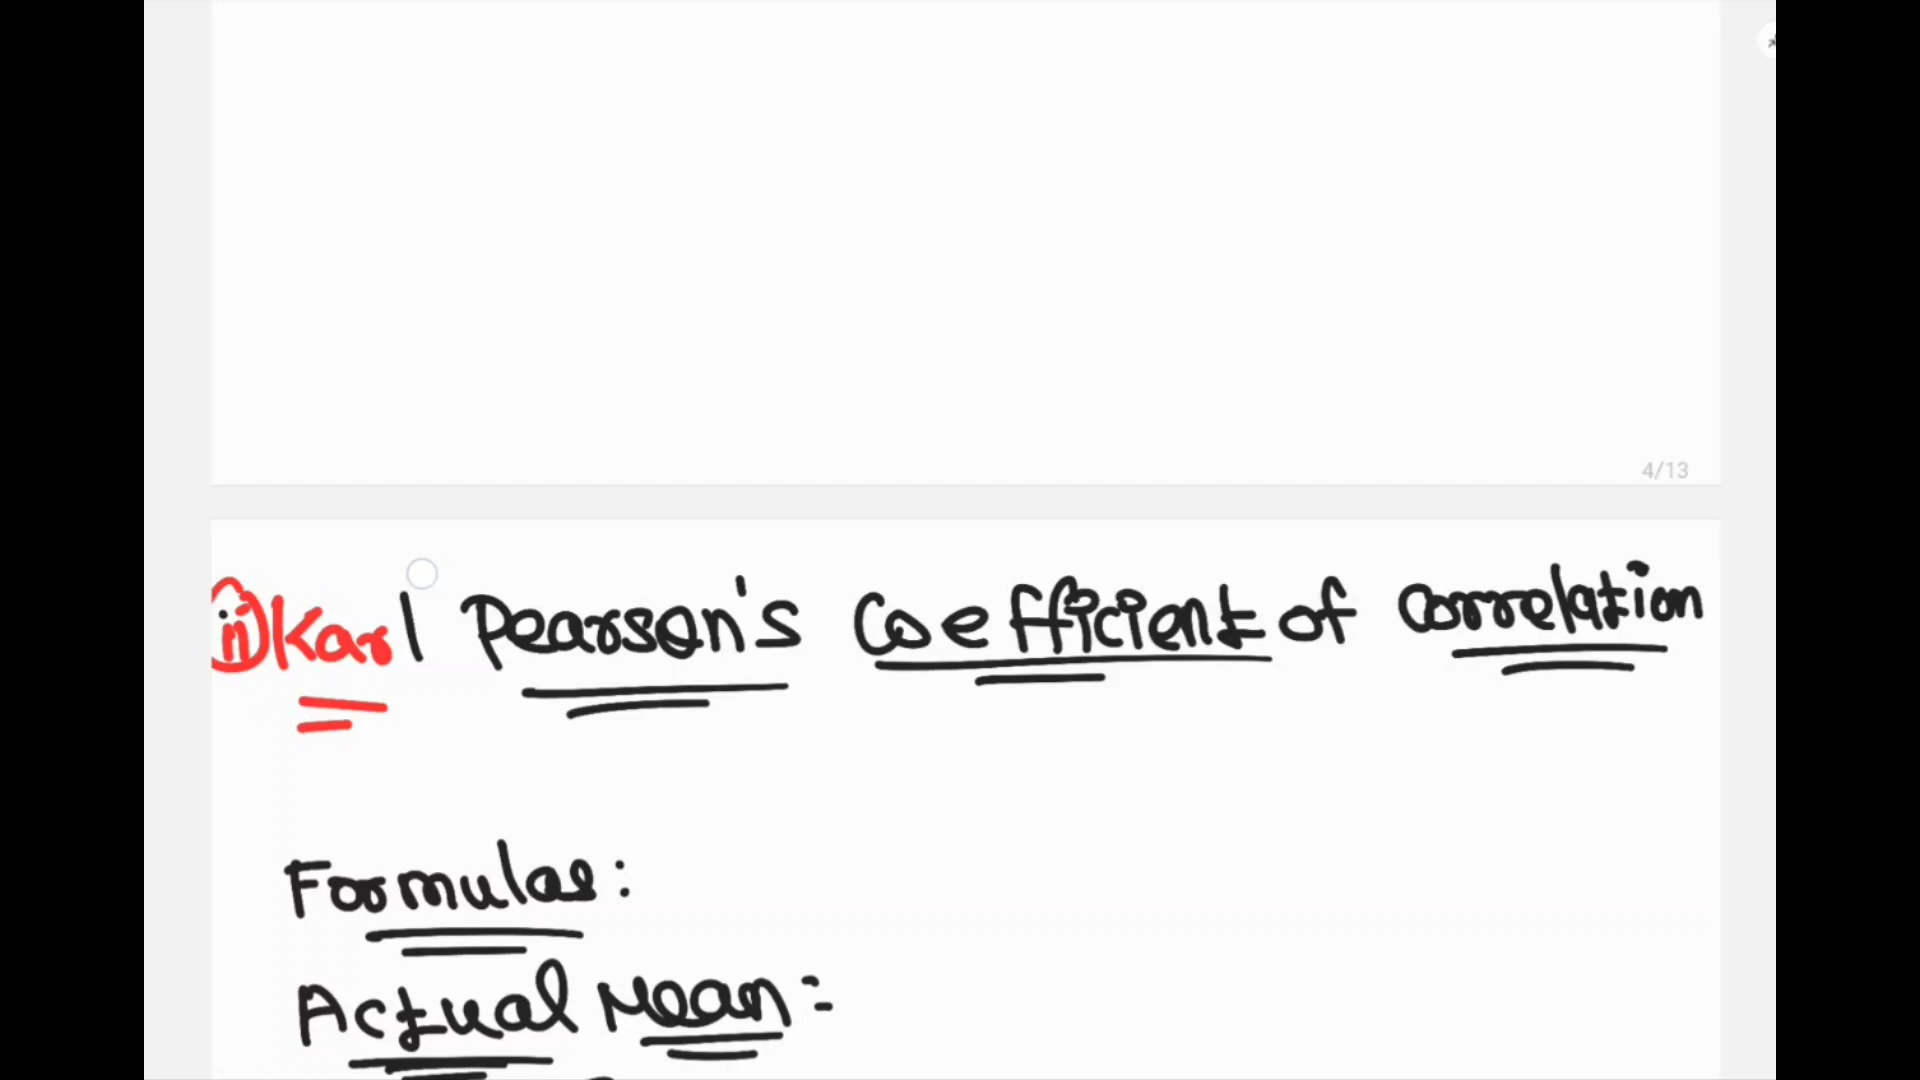 4/13
ii) Karl Pearson's Coefficient of Correlation
Formulas:
Actual Mean: